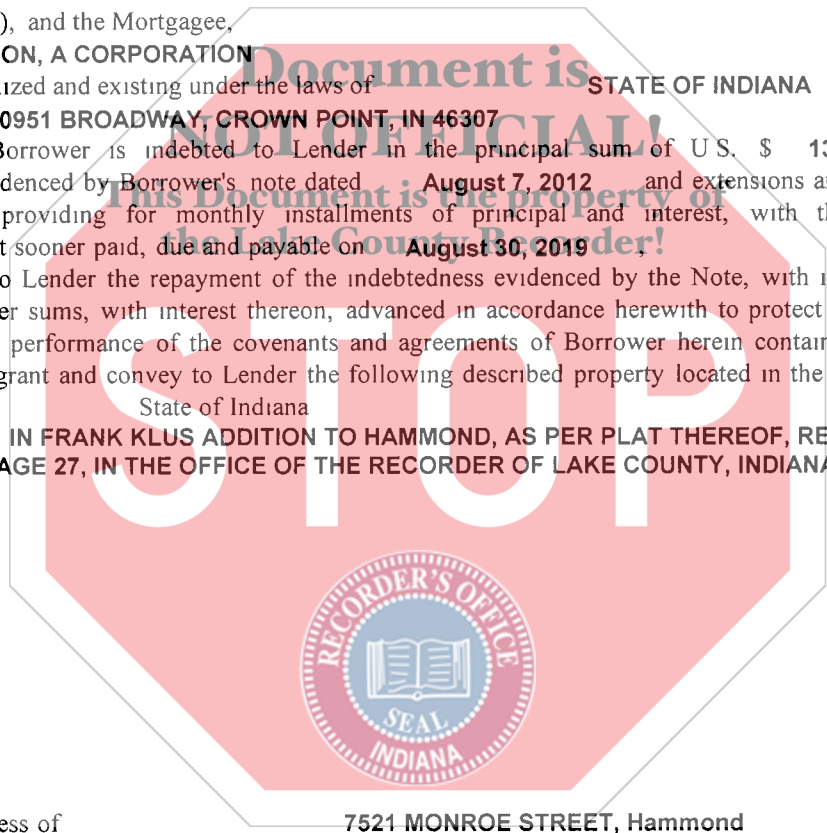 ), and the Mortgagee,
ON, A CORPORATION
Document is
ized and existing under the laws of STATE OF INDIANA
0951 BROADWAY, CROWN POINT, IN 46307
NOT OFFICIAL!
Borrower is indebted to Lender in the principal sum of U S. $ 13
denced by Borrower's note dated August 7, 2012 and extensions a
This Document is the property of
providing for monthly installments of principal and interest, with t
the Lake County Recorder!
t sooner paid, due and payable on August 30, 2019 ,
o Lender the repayment of the indebtedness evidenced by the Note, with
er sums, with interest thereon, advanced in accordance herewith to protect
performance of the covenants and agreements of Borrower herein contai
grant and convey to Lender the following described property located in the
State of Indiana
STOP
IN FRANK KLUS ADDITION TO HAMMOND, AS PER PLAT THEREOF, RE
AGE 27, IN THE OFFICE OF THE RECORDER OF LAKE COUNTY, INDIANA
RECORDER'S OFFICE
SEAL
INDIANA
ess of 7521 MONROE STREET, Hammond